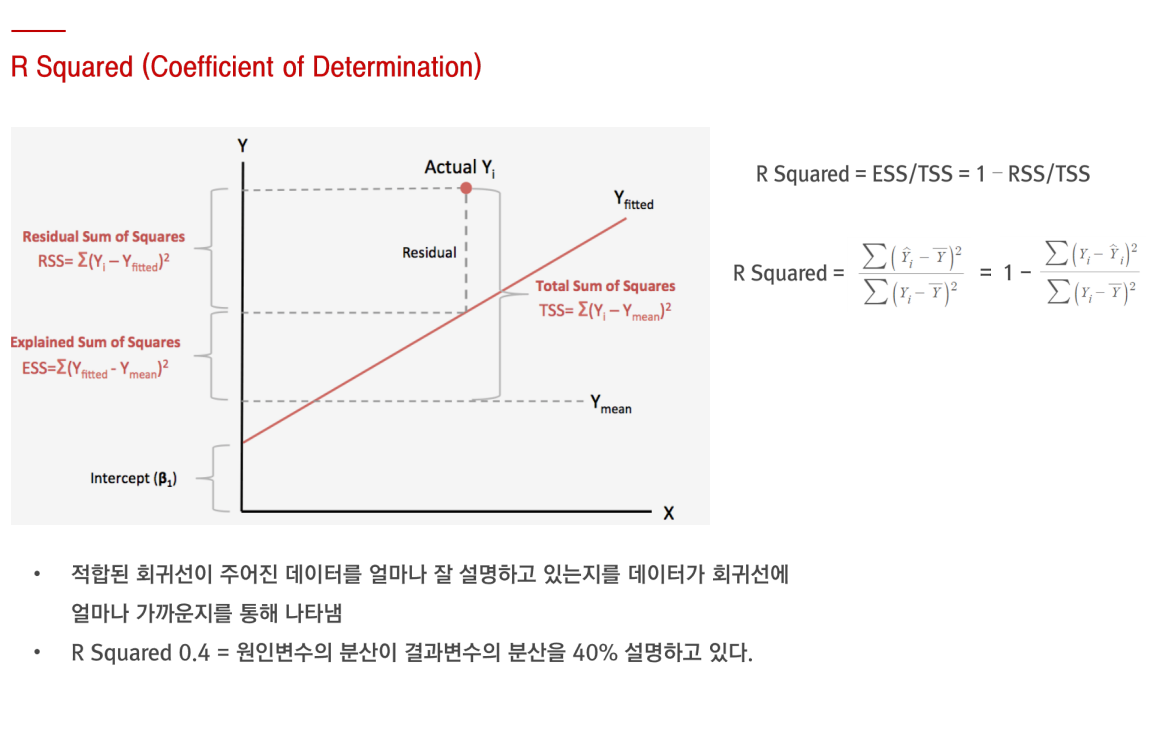 R Squared (Coefficient of Determination)
Y
Actual Yi
Yfitted
Residual Sum of Squares
RSS= Σ(Yi – Yfitted)²
Residual
Total Sum of Squares
TSS= Σ(Yi – Ymean)²
Explained Sum of Squares
ESS=Σ(Yfitted - Ymean)²
Ymean
Intercept (β1)
X
R Squared = ESS/TSS = 1 – RSS/TSS
R Squared = ∑(Ŷi – Y̅)² / ∑(Yi – Y̅)² = 1 – ∑(Yi – Ŷi)² / ∑(Yi – Y̅)²
• 적합된 회귀선이 주어진 데이터를 얼마나 잘 설명하고 있는지를 데이터가 회귀선에
얼마나 가까운지를 통해 나타냄
• R Squared 0.4 = 원인변수의 분산이 결과변수의 분산을 40% 설명하고 있다.